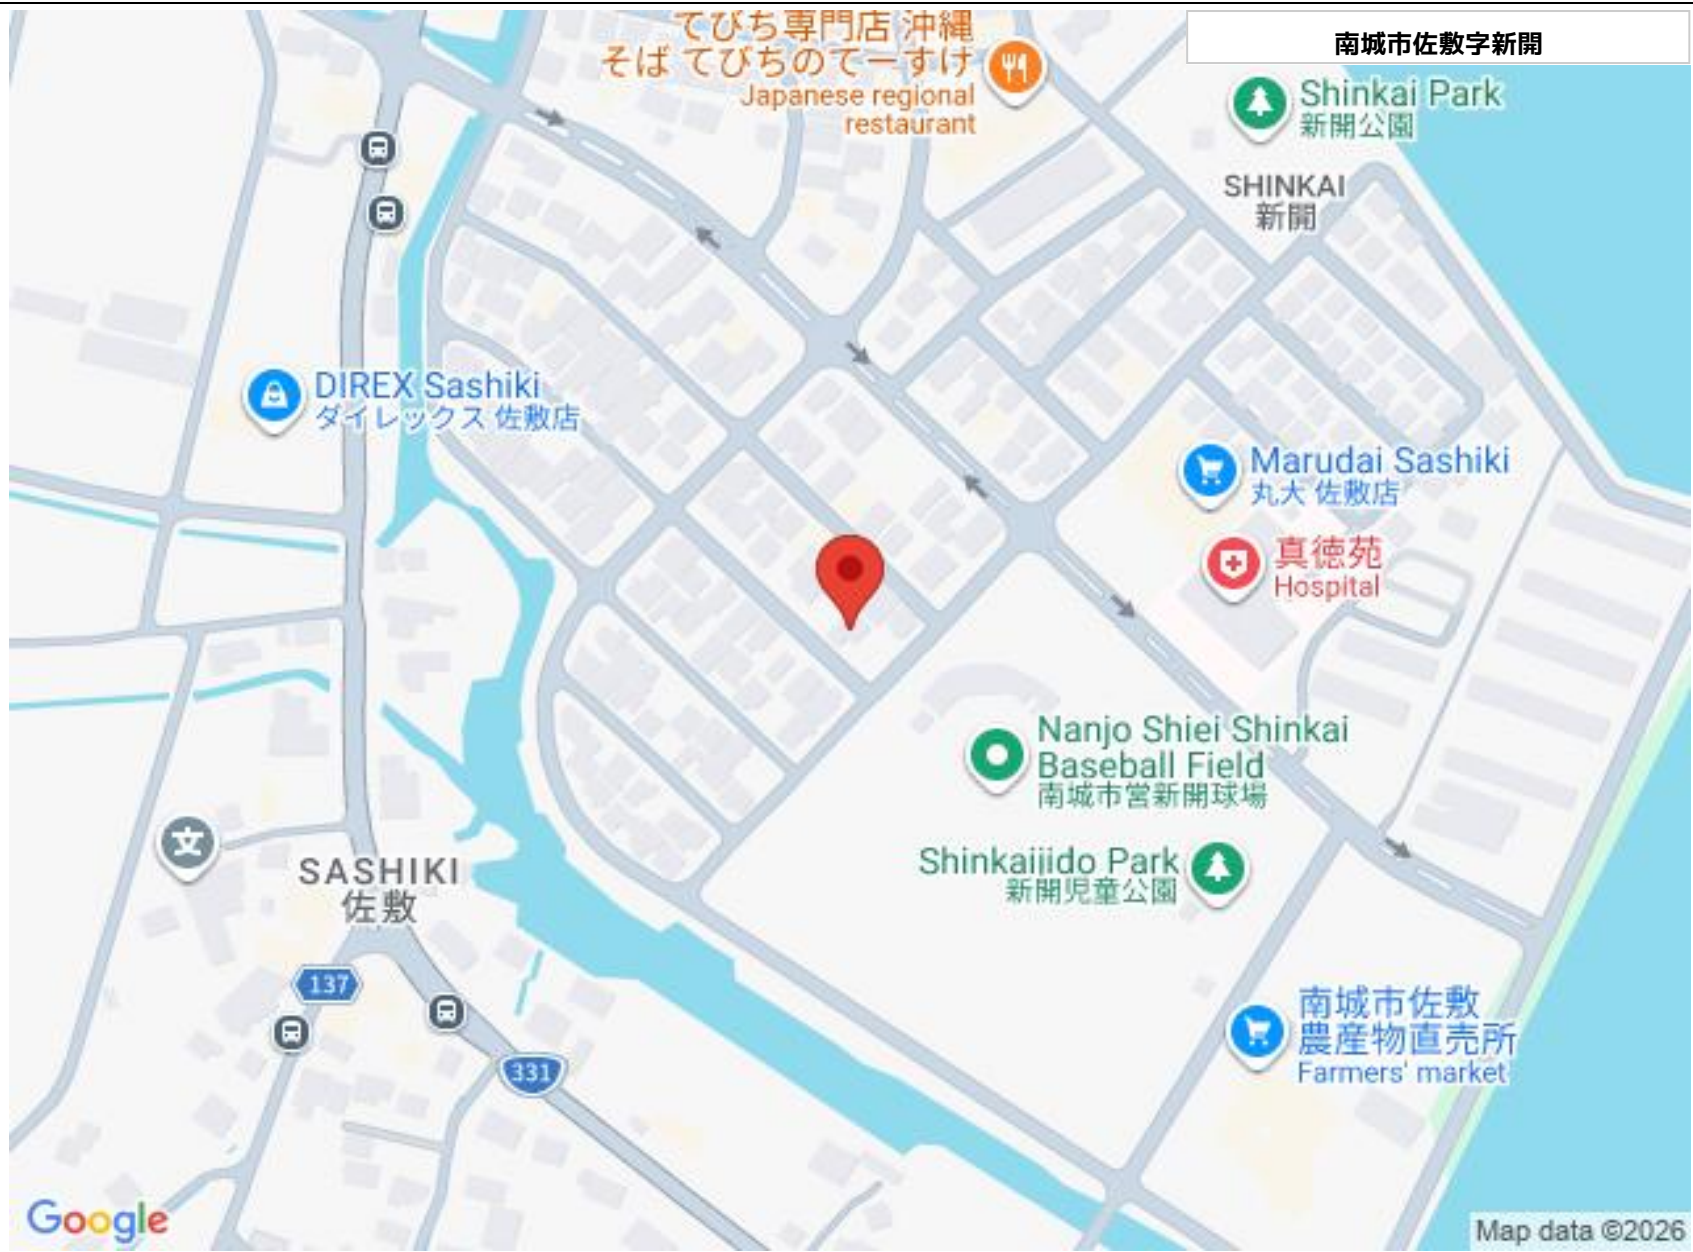 南城市佐敷字新開
てびち専門店 沖縄
そば てびちのてーすけ
Japanese regional
restaurant
Shinkai Park
新開公園
SHINKAI
新開
DIREX Sashiki
ダイレックス 佐敷店
Marudai Sashiki
丸大 佐敷店
真徳苑
Hospital
Nanjo Shiei Shinkai
Baseball Field
南城市営新開球場
Shinkaijido Park
新開児童公園
文
SASHIKI
佐敷
137
331
南城市佐敷
農産物直売所
Farmers' market
Google
Map data ©2026